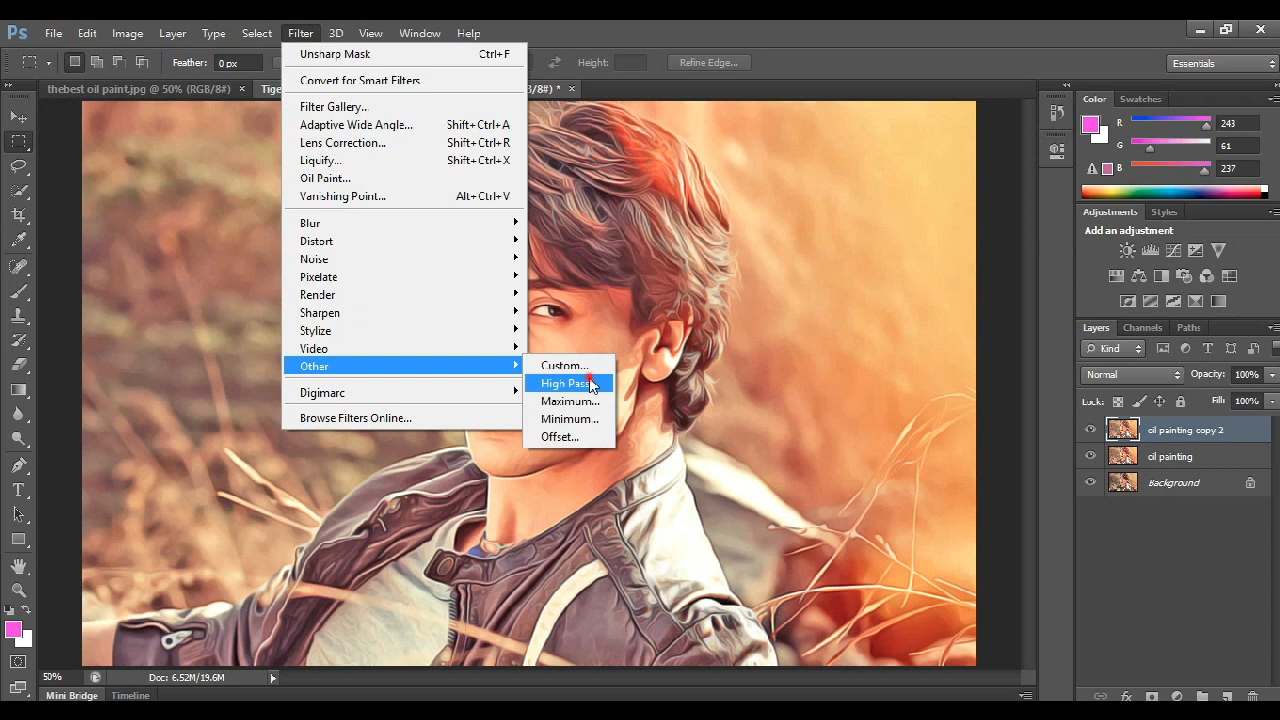 Ps File Edit Image Layer Type Select Filter 3D View Window Help
Feather: 0 px Height: Refine Edge... Essentials
thebest oil paint.jpg @ 50% (RGB/8#) × Tige /8#) * ×
Unsharp Mask Ctrl+F
Convert for Smart Filters
Filter Gallery...
Adaptive Wide Angle... Shift+Ctrl+A
Lens Correction... Shift+Ctrl+R
Liquify... Shift+Ctrl+X
Oil Paint...
Vanishing Point... Alt+Ctrl+V
Blur
Distort
Noise
Pixelate
Render
Sharpen
Stylize
Video
Other
Digimarc
Browse Filters Online...
Custom...
High Pass
Maximum...
Minimum...
Offset...
Color Swatches
R 243
G 61
B 237
Adjustments Styles
Add an adjustment
Layers Channels Paths
Kind
Normal Opacity: 100%
Lock: Fill: 100%
oil painting copy 2
oil painting
Background
50% Doc: 6.52M/19.6M
Mini Bridge Timeline